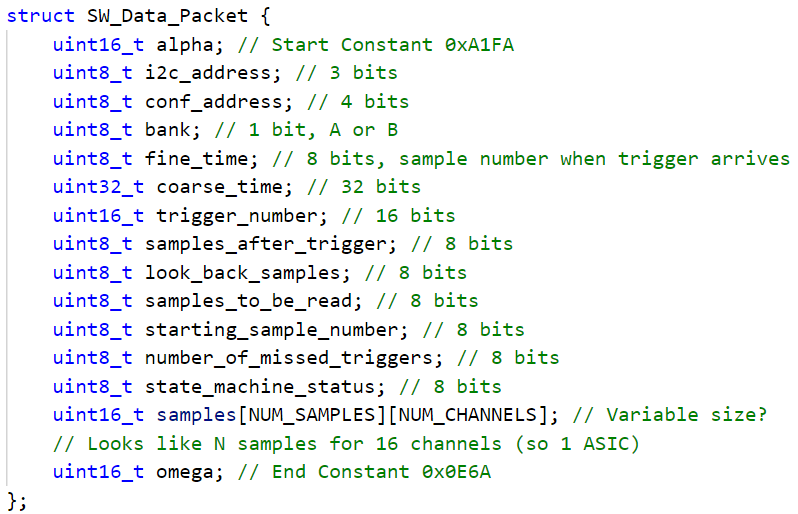 struct SW_Data_Packet {
    uint16_t alpha; // Start Constant 0xA1FA
    uint8_t i2c_address; // 3 bits
    uint8_t conf_address; // 4 bits
    uint8_t bank; // 1 bit, A or B
    uint8_t fine_time; // 8 bits, sample number when trigger arrives
    uint32_t coarse_time; // 32 bits
    uint16_t trigger_number; // 16 bits
    uint8_t samples_after_trigger; // 8 bits
    uint8_t look_back_samples; // 8 bits
    uint8_t samples_to_be_read; // 8 bits
    uint8_t starting_sample_number; // 8 bits
    uint8_t number_of_missed_triggers; // 8 bits
    uint8_t state_machine_status; // 8 bits
    uint16_t samples[NUM_SAMPLES][NUM_CHANNELS]; // Variable size?
    // Looks like N samples for 16 channels (so 1 ASIC)
    uint16_t omega; // End Constant 0x0E6A
};